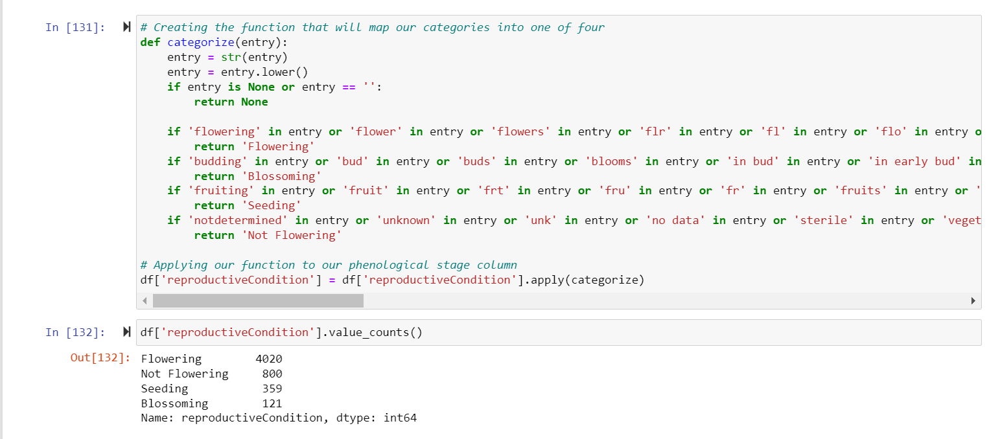 In [131]:
# Creating the function that will map our categories into one of four
def categorize(entry):
    entry = str(entry)
    entry = entry.lower()
    if entry is None or entry == '':
        return None

    if 'flowering' in entry or 'flower' in entry or 'flowers' in entry or 'flr' in entry or 'fl' in entry or 'flo' in entry o
        return 'Flowering'
    if 'budding' in entry or 'bud' in entry or 'buds' in entry or 'blooms' in entry or 'in bud' in entry or 'in early bud' in
        return 'Blossoming'
    if 'fruiting' in entry or 'fruit' in entry or 'frt' in entry or 'fru' in entry or 'fr' in entry or 'fruits' in entry or '
        return 'Seeding'
    if 'notdetermined' in entry or 'unknown' in entry or 'unk' in entry or 'no data' in entry or 'sterile' in entry or 'veget
        return 'Not Flowering'

# Applying our function to our phenological stage column
df['reproductiveCondition'] = df['reproductiveCondition'].apply(categorize)
In [132]:
df['reproductiveCondition'].value_counts()
Out[132]:
Flowering        4020
Not Flowering     800
Seeding           359
Blossoming        121
Name: reproductiveCondition, dtype: int64